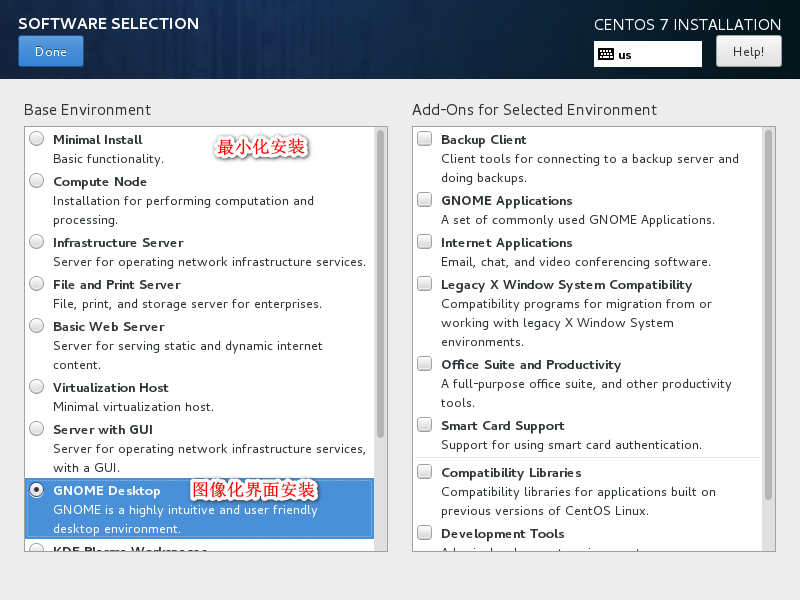 SOFTWARE SELECTION
Done
CENTOS 7 INSTALLATION
us
Help!
Base Environment
Minimal Install
最小化安装
Basic functionality.
Compute Node
Installation for performing computation and
processing.
Infrastructure Server
Server for operating network infrastructure services.
File and Print Server
File, print, and storage server for enterprises.
Basic Web Server
Server for serving static and dynamic internet
content.
Virtualization Host
Minimal virtualization host.
Server with GUI
Server for operating network infrastructure services,
with a GUI.
GNOME Desktop
图像化界面安装
GNOME is a highly intuitive and user friendly
desktop environment.
KDE Plasma Workspaces
Add-Ons for Selected Environment
Backup Client
Client tools for connecting to a backup server and
doing backups.
GNOME Applications
A set of commonly used GNOME Applications.
Internet Applications
Email, chat, and video conferencing software.
Legacy X Window System Compatibility
Compatibility programs for migration from or
working with legacy X Window System
environments.
Office Suite and Productivity
A full-purpose office suite, and other productivity
tools.
Smart Card Support
Support for using smart card authentication.
Compatibility Libraries
Compatibility libraries for applications built on
previous versions of CentOS Linux.
Development Tools